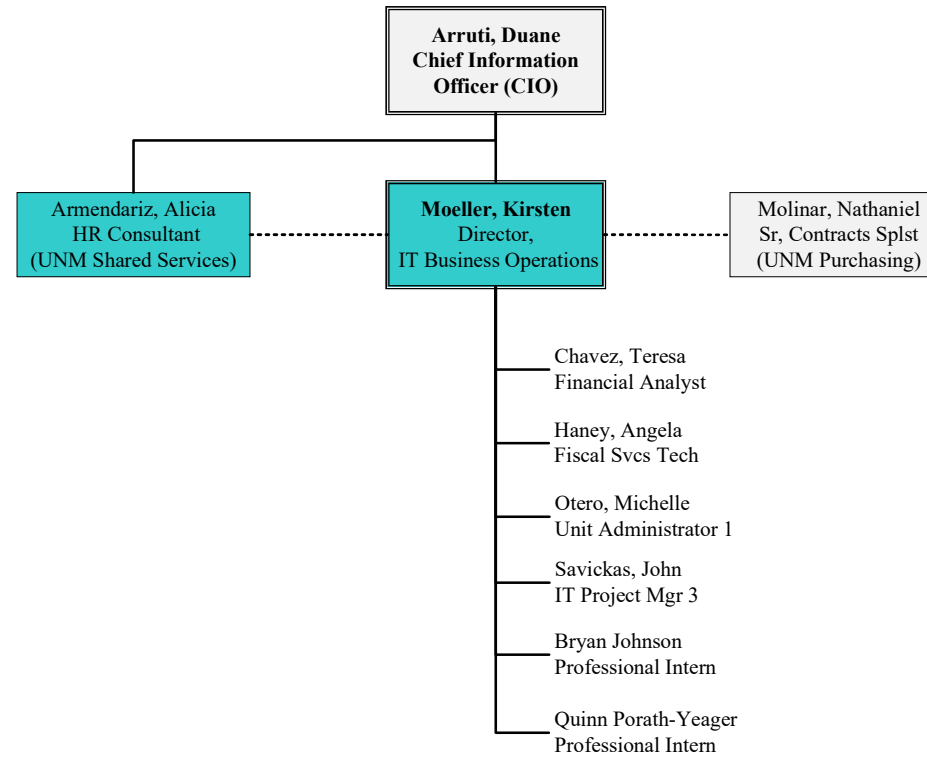 Arruti, Duane
Chief Information
Officer (CIO)
Armendariz, Alicia
HR Consultant
(UNM Shared Services)
Moeller, Kirsten
Director,
IT Business Operations
Molinar, Nathaniel
Sr, Contracts Splst
(UNM Purchasing)
Chavez, Teresa
Financial Analyst
Haney, Angela
Fiscal Svcs Tech
Otero, Michelle
Unit Administrator 1
Savickas, John
IT Project Mgr 3
Bryan Johnson
Professional Intern
Quinn Porath-Yeager
Professional Intern